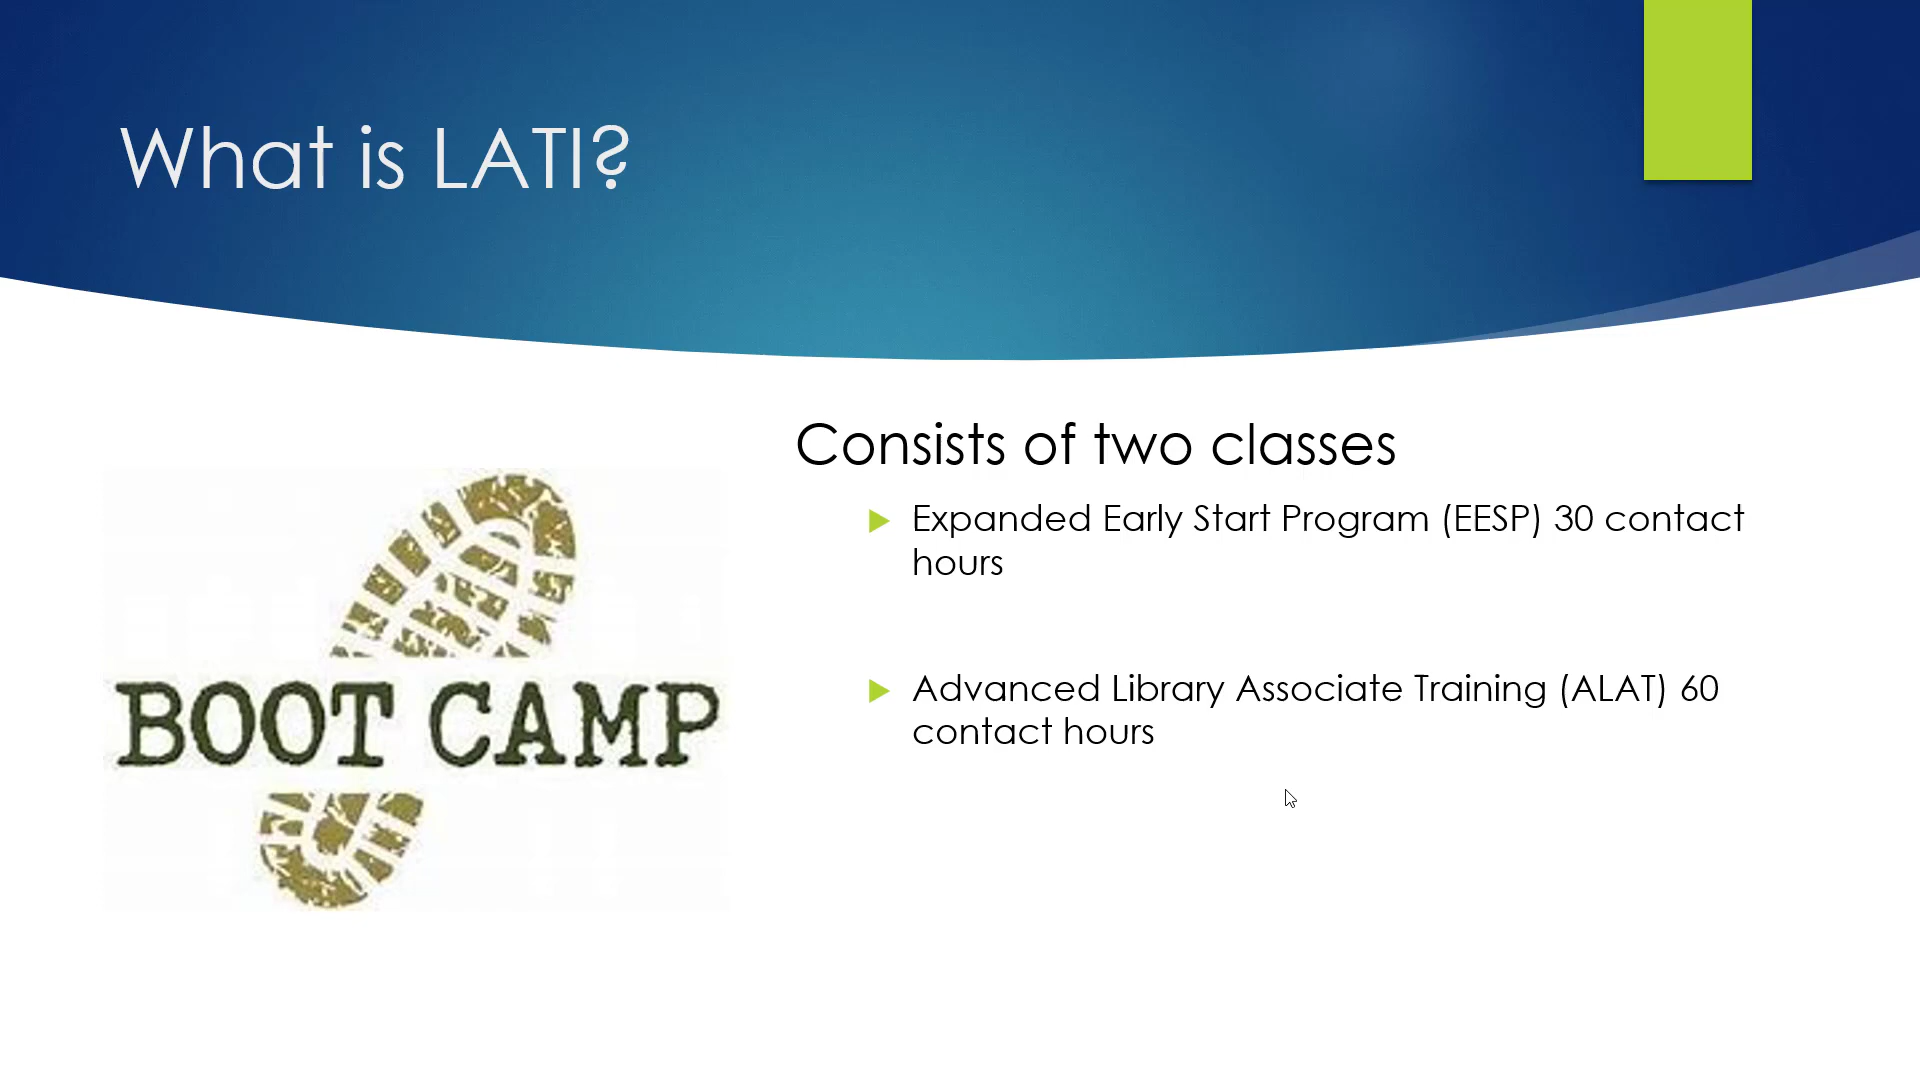 What is LATI?
Consists of two classes
Expanded Early Start Program (EESP) 30 contact
hours
Advanced Library Associate Training (ALAT) 60
contact hours
BOOT CAMP